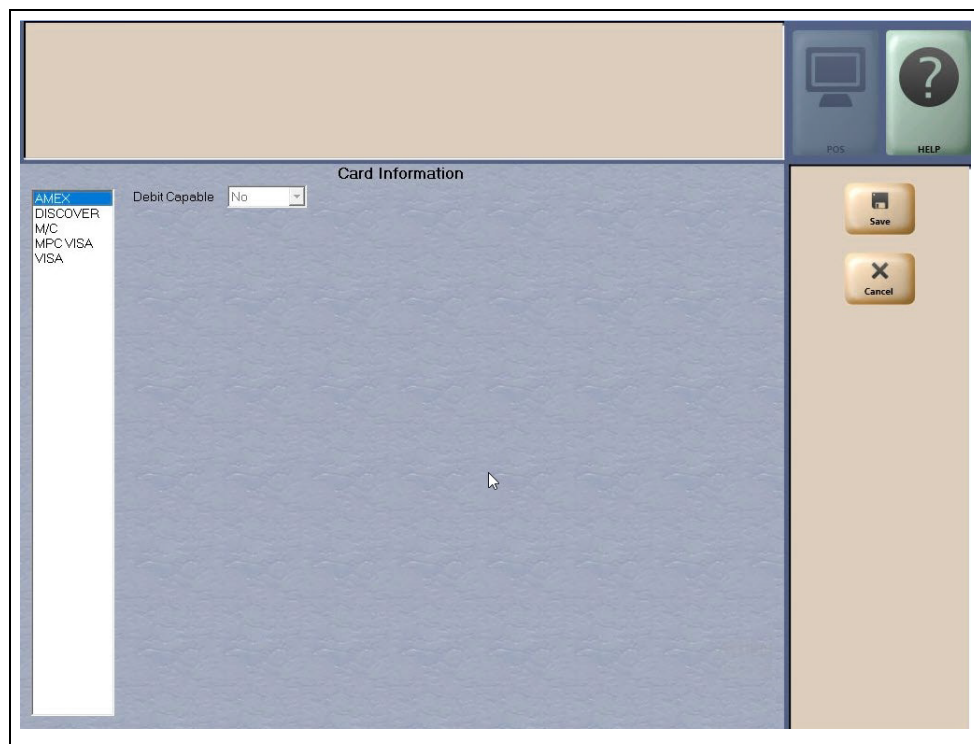 POS
HELP
Card Information
AMEX
DISCOVER
M/C
MPC VISA
VISA
Debit Capable No
Save
Cancel